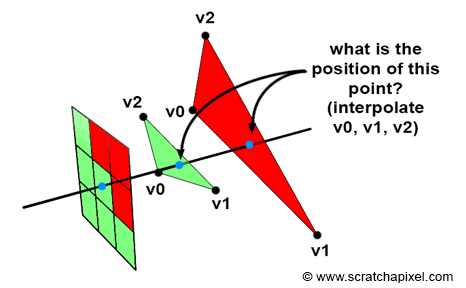 v2
what is the
position of this
point?
(interpolate
v0, v1, v2)
v2
v0
v0
v1
v1
© www.scratchapixel.com